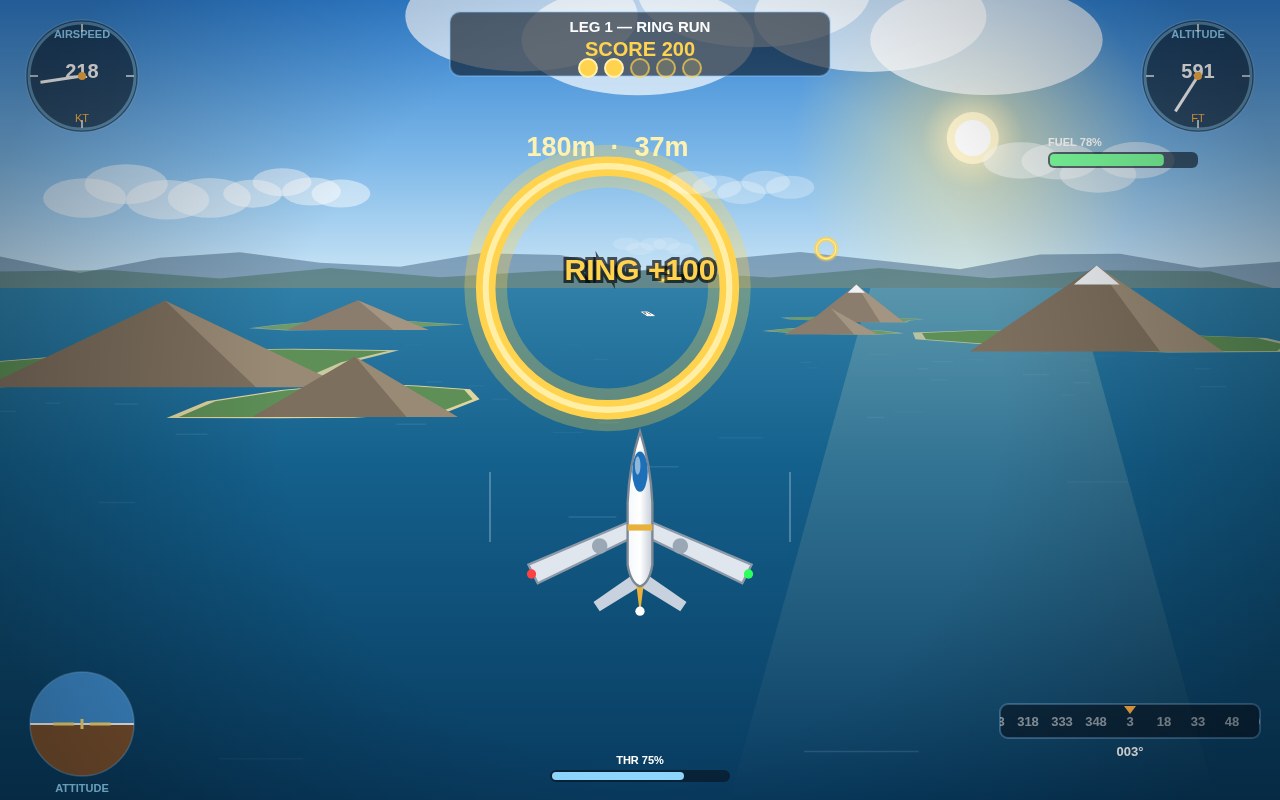 AIRSPEED
218
KT
LEG 1 — RING RUN
SCORE 200
ALTITUDE
591
FT
FUEL 78%
180m · 37m
RING +100
ATTITUDE
THR 75%
3 318 333 348 3 18 33 48
003°